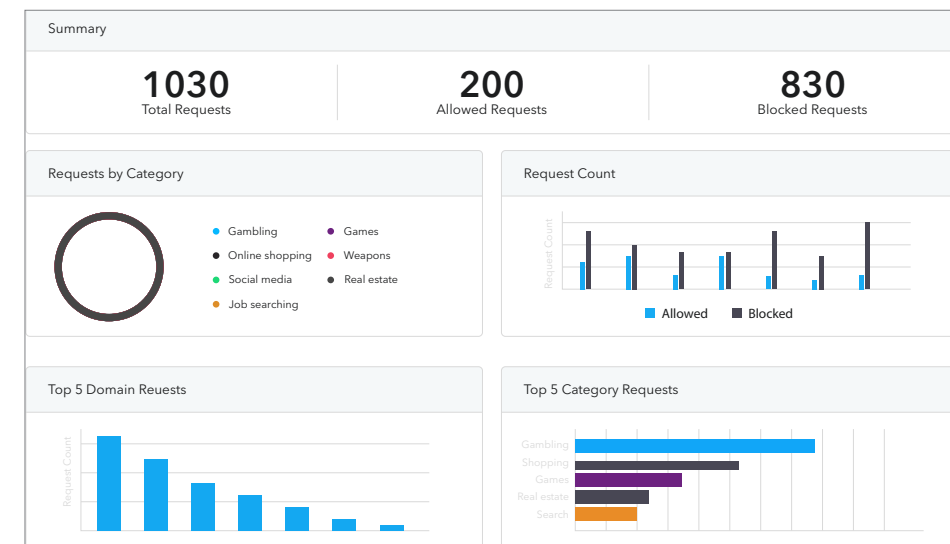 Summary
1030
Total Requests
200
Allowed Requests
830
Blocked Requests
Requests by Category
Gambling
Games
Online shopping
Weapons
Social media
Real estate
Job searching
Request Count
Request Count
Allowed
Blocked
Top 5 Domain Reuests
Request Count
Top 5 Category Requests
Gambling
Shopping
Games
Real estate
Search